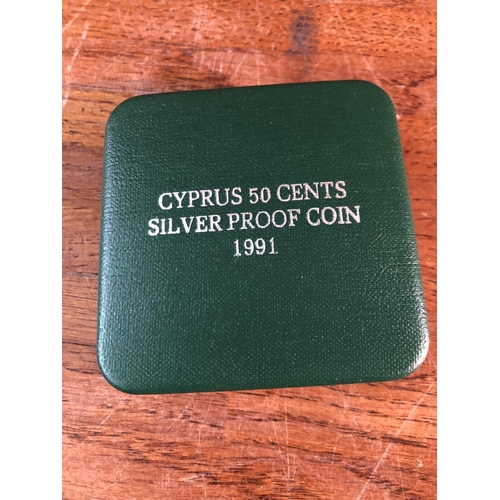 CYPRUS 50 CENTS
SILVER PROOF COIN
1991